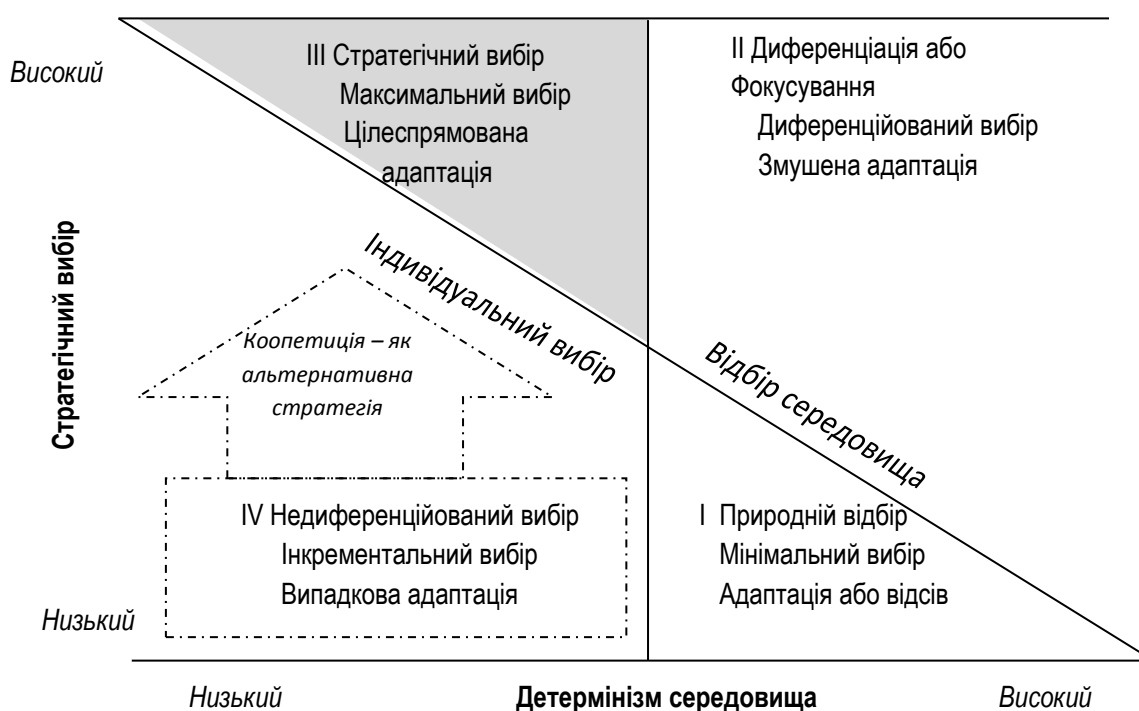 Високий
Стратегічний вибір
Низький
III Стратегічний вибір
Максимальний вибір
Цілеспрямована
адаптація
II Диференціація або
Фокусування
Диференційований вибір
Змушена адаптація
Індивідуальний вибір
Відбір середовища
Коопетиція – як
альтернативна
стратегія
IV Недиференційований вибір
Інкрементальний вибір
Випадкова адаптація
I Природній відбір
Мінімальний вибір
Адаптація або відсів
Низький
Детермінізм середовища
Високий